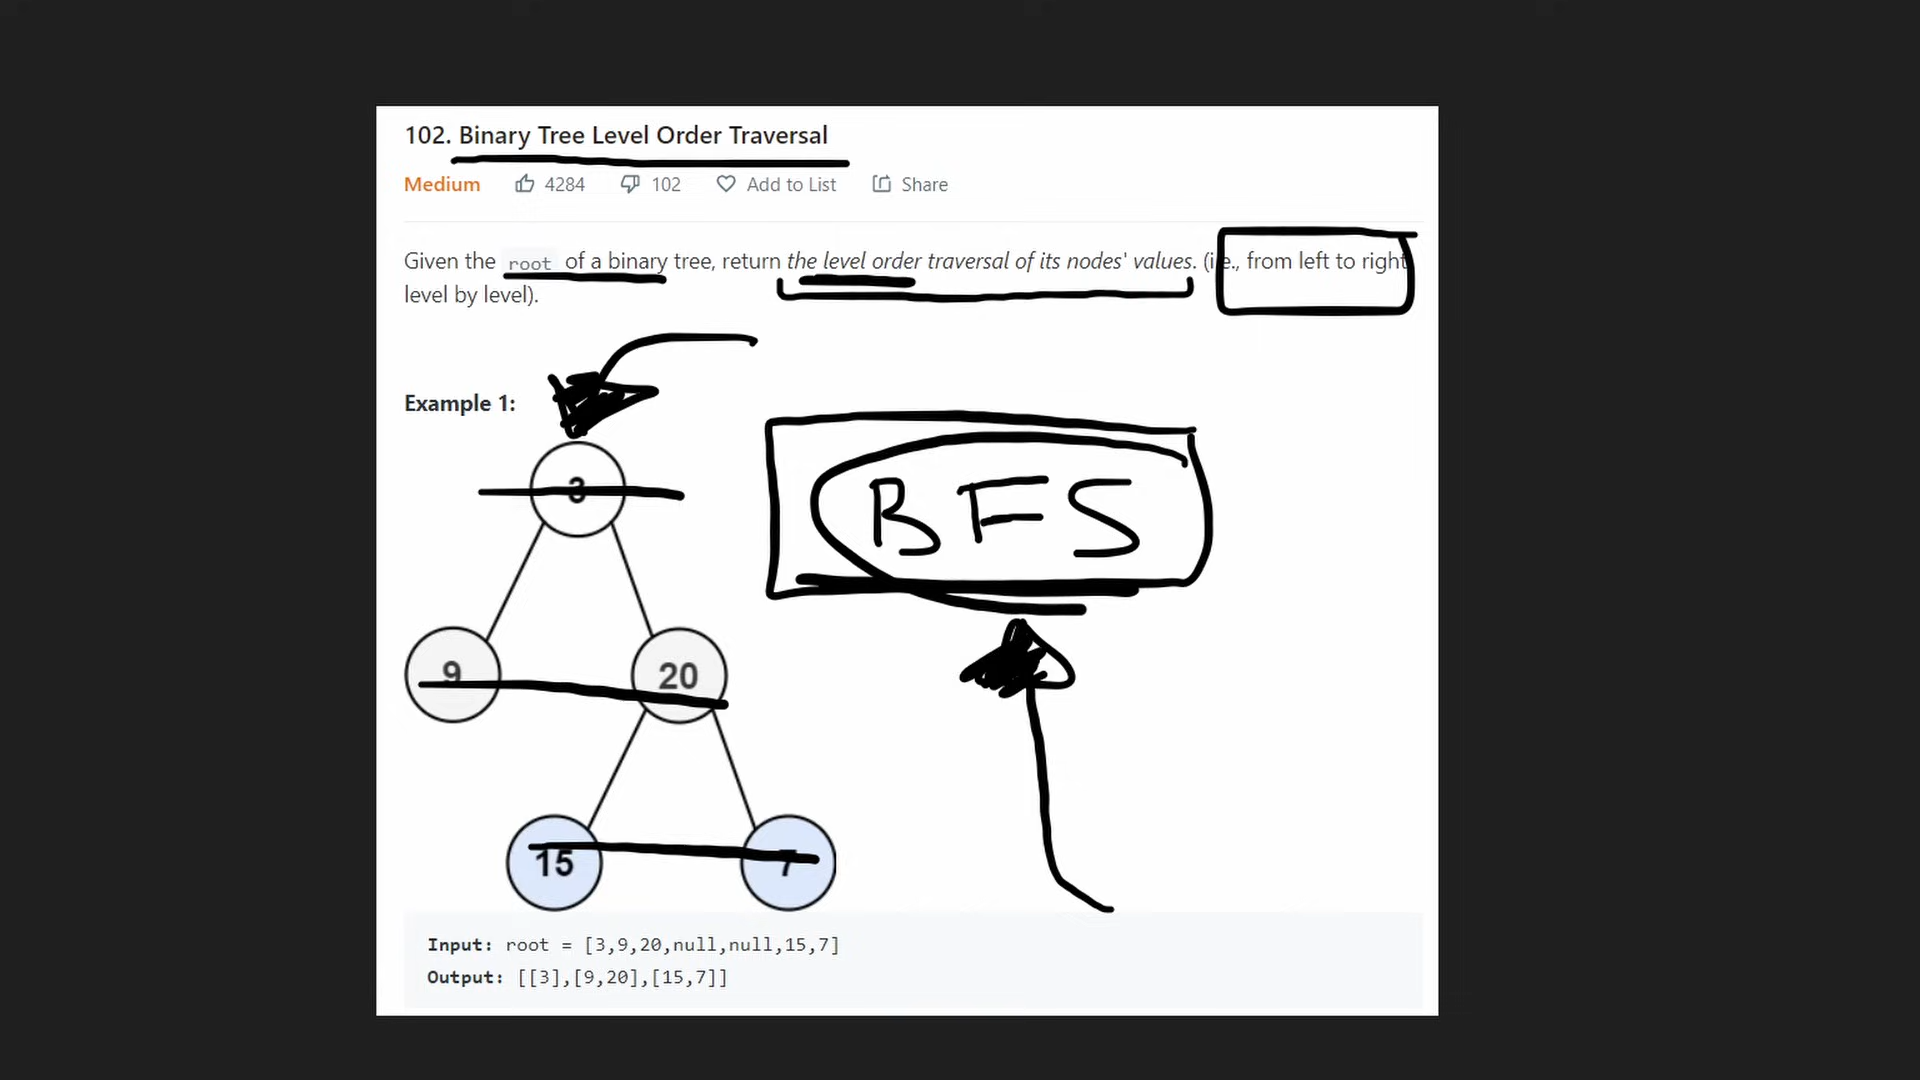 102. Binary Tree Level Order Traversal
Medium 4284 102 Add to List Share
Given the root of a binary tree, return the level order traversal of its nodes' values. (i.e., from left to right,
level by level).
Example 1:
BFS
3
9 20
15 7
Input: root = [3,9,20,null,null,15,7]
Output: [[3],[9,20],[15,7]]